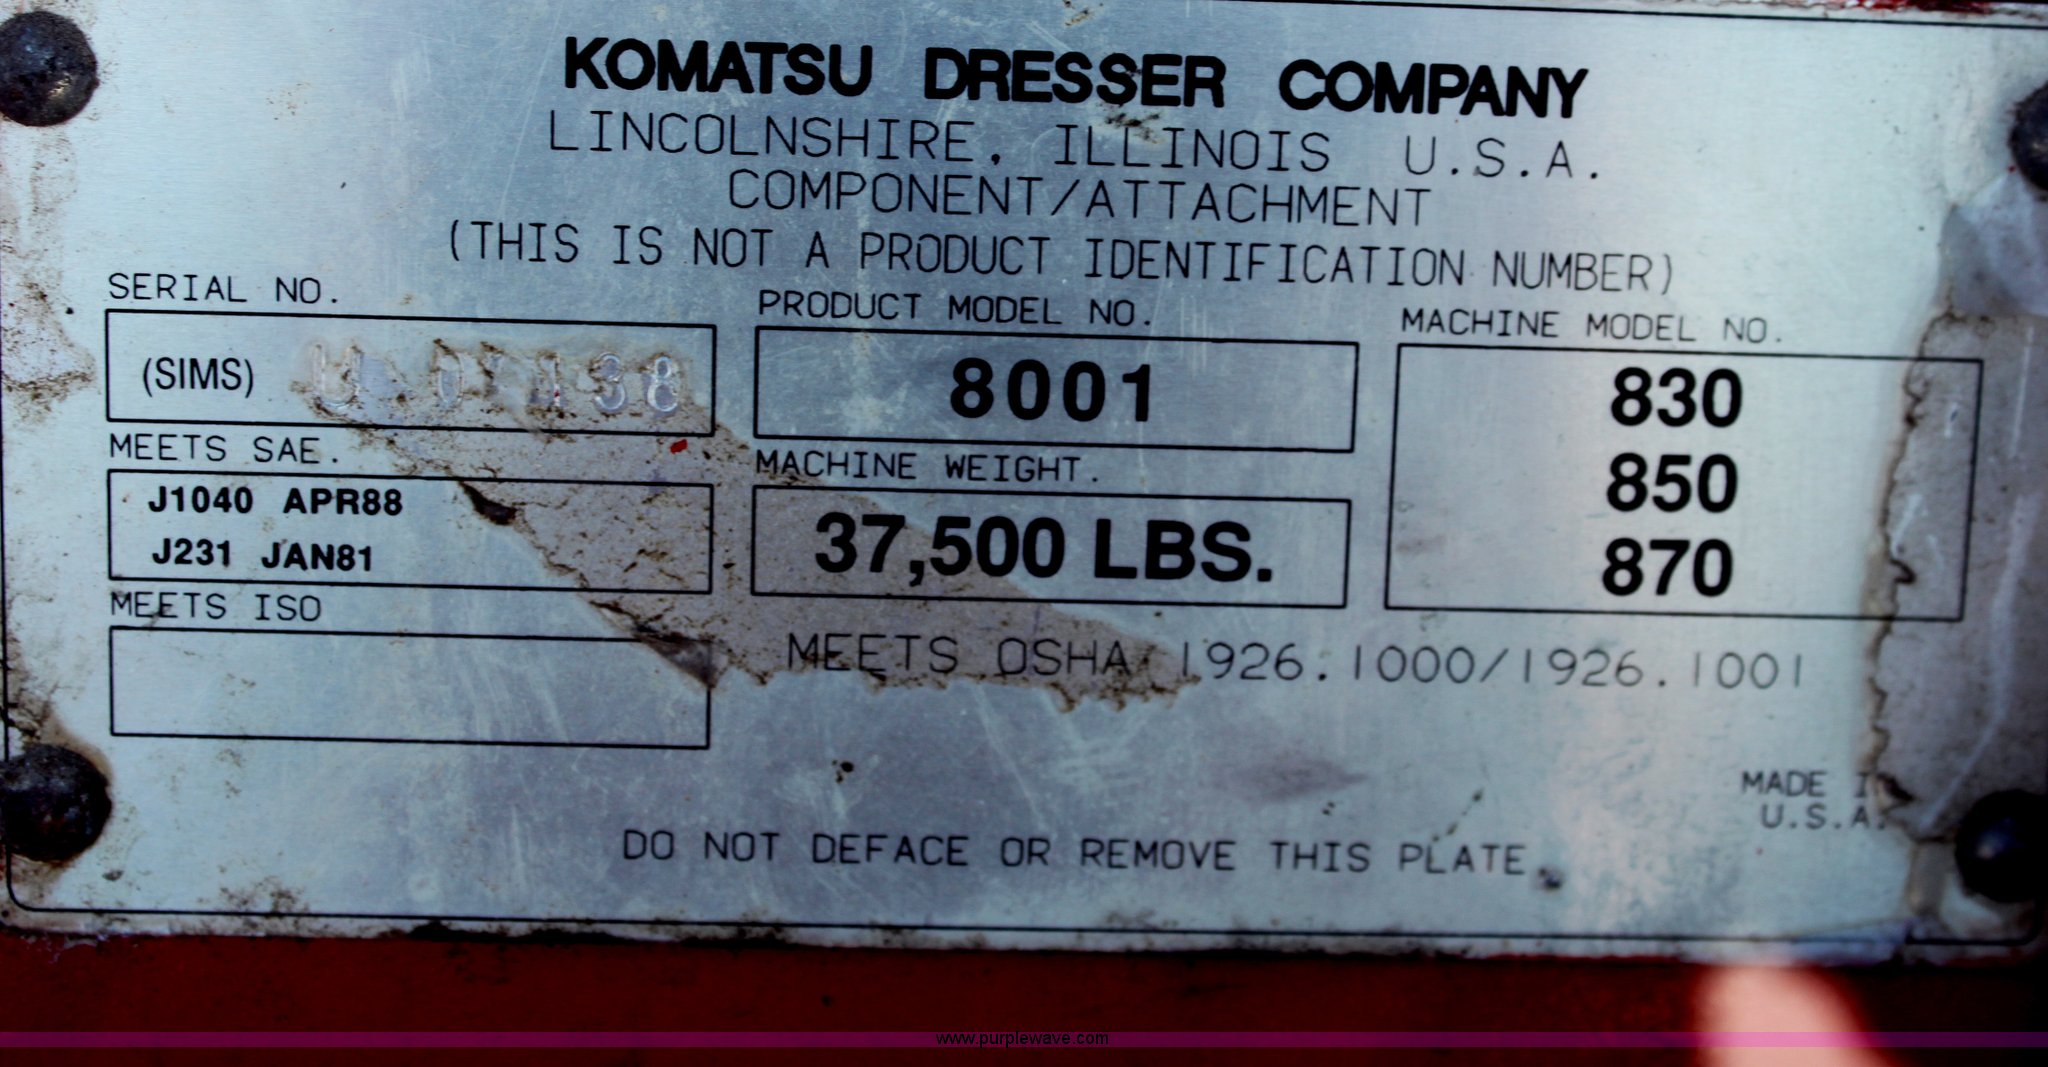 KOMATSU DRESSER COMPANY
LINCOLNSHIRE, ILLINOIS U.S.A.
COMPONENT/ATTACHMENT
(THIS IS NOT A PRODUCT IDENTIFICATION NUMBER)
SERIAL NO.
(SIMS)
PRODUCT MODEL NO.
8001
MACHINE MODEL NO.
830
850
870
MEETS SAE.
J1040 APR88
J231 JAN81
MACHINE WEIGHT.
37,500 LBS.
MEETS ISO
MEETS OSHA 1926.1000/1926.1001
MADE IN
U.S.A.
DO NOT DEFACE OR REMOVE THIS PLATE.
www.purplewave.com